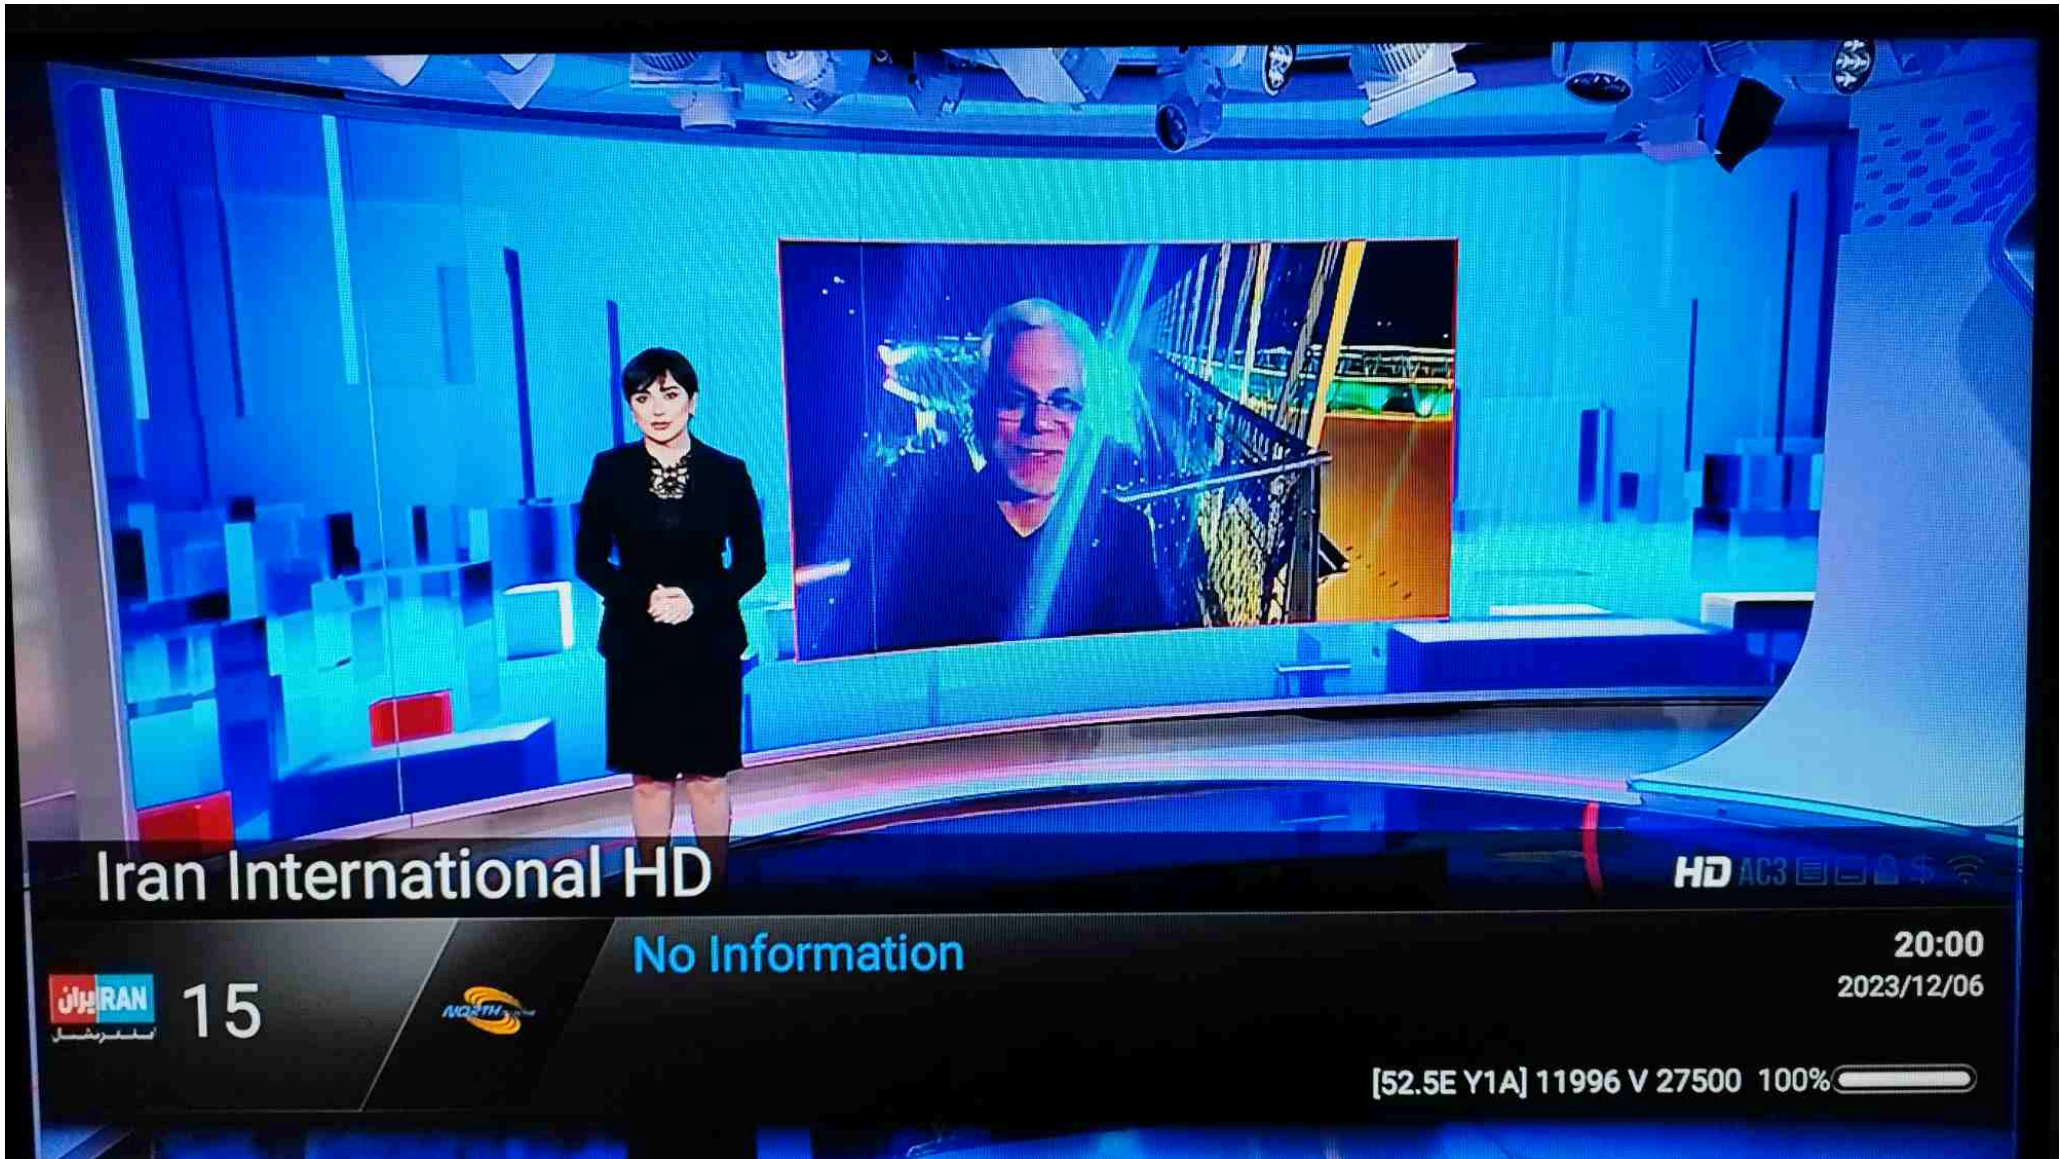 Iran International HD
HD AC3 $
No Information
20:00
2023/12/06
ایران IRAN
اینترنشنال
15
NORTH
[52.5E Y1A] 11996 V 27500 100%